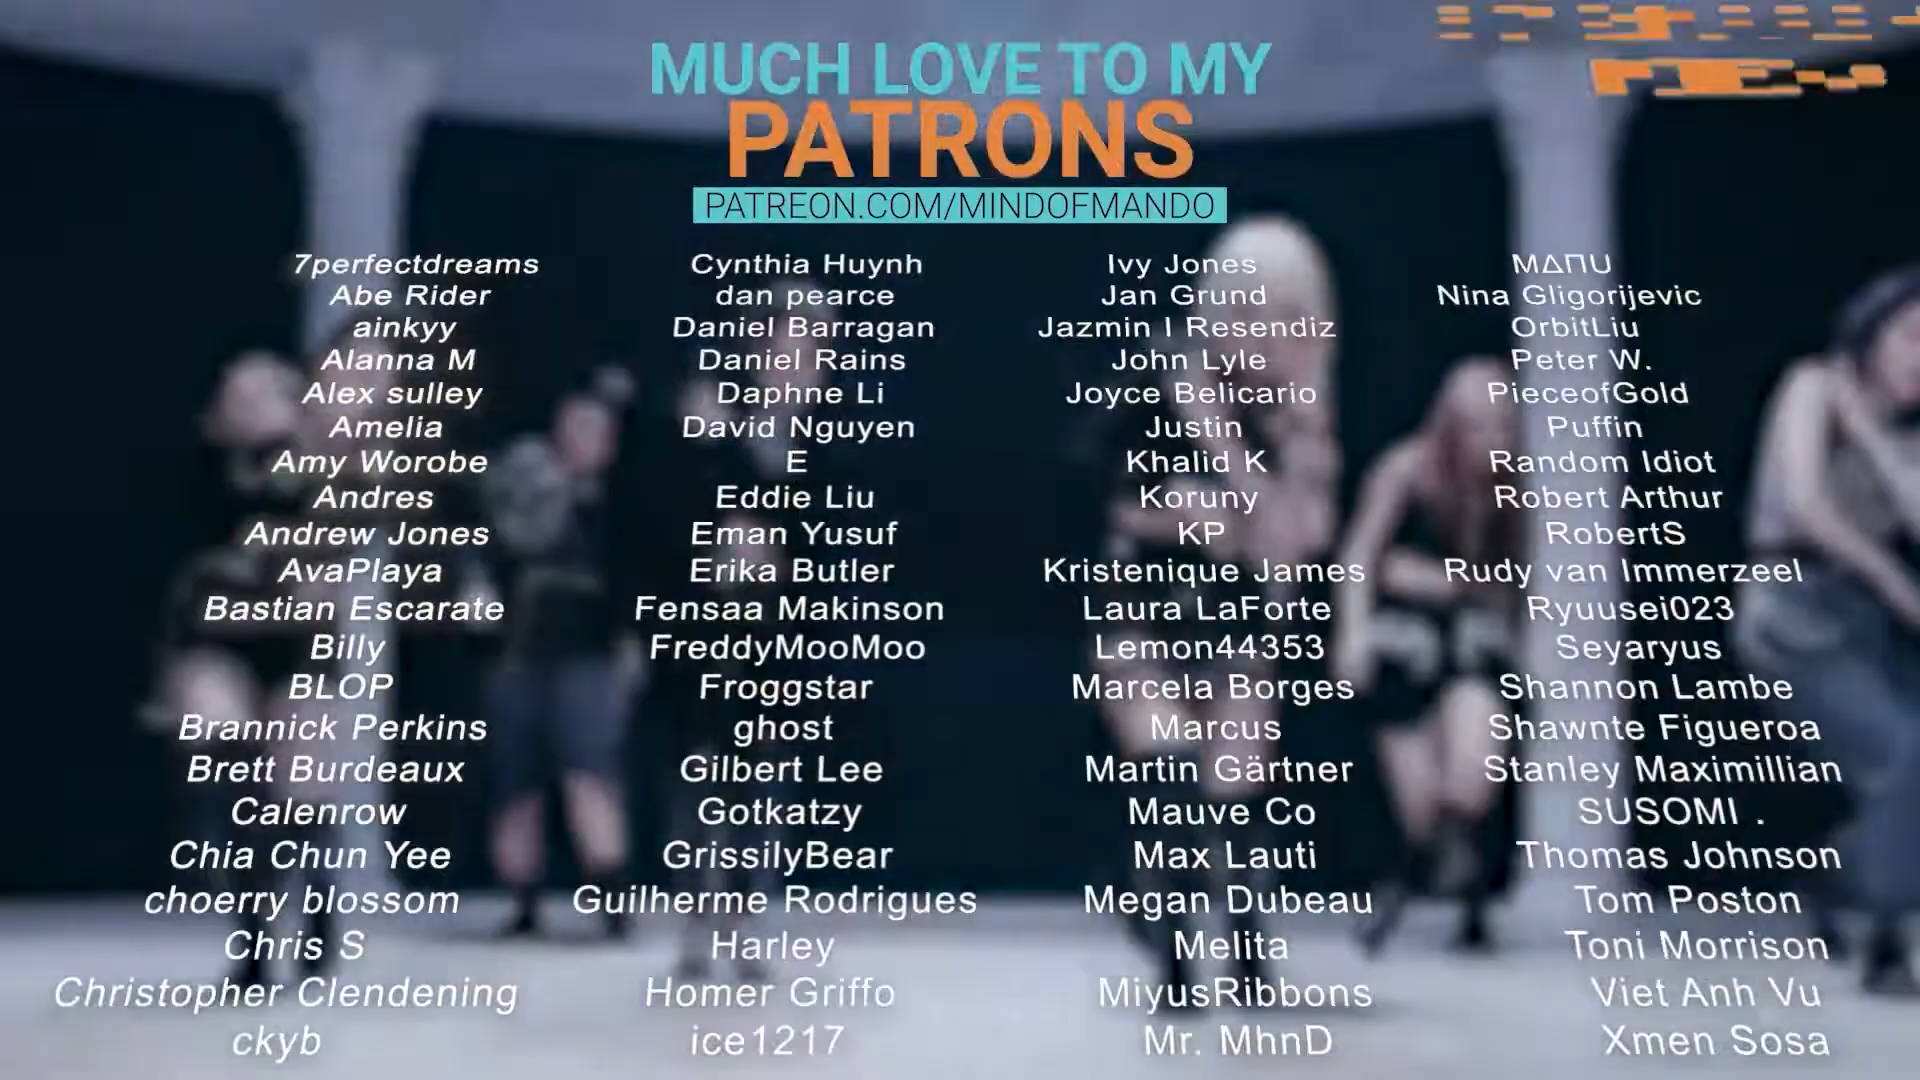 MUCH LOVE TO MY
PATRONS
PATREON.COM/MINDOFMANDO
7perfectdreams
Abe Rider
ainkyy
Alanna M
Alex sulley
Amelia
Amy Worobe
Andres
Andrew Jones
AvaPlaya
Bastian Escarate
Billy
BLOP
Brannick Perkins
Brett Burdeaux
Calenrow
Chia Chun Yee
choerry blossom
Chris S
Christopher Clendening
ckyb
Cynthia Huynh
dan pearce
Daniel Barragan
Daniel Rains
Daphne Li
David Nguyen
E
Eddie Liu
Eman Yusuf
Erika Butler
Fensaa Makinson
FreddyMooMoo
Froggstar
ghost
Gilbert Lee
Gotkatzy
GrissilyBear
Guilherme Rodrigues
Harley
Homer Griffo
ice1217
Ivy Jones
Jan Grund
Jazmin I Resendiz
John Lyle
Joyce Belicario
Justin
Khalid K
Koruny
KP
Kristenique James
Laura LaForte
Lemon44353
Marcela Borges
Marcus
Martin Gärtner
Mauve Co
Max Lauti
Megan Dubeau
Melita
MiyusRibbons
Mr. MhnD
MΔΠU
Nina Gligorijevic
OrbitLiu
Peter W.
PieceofGold
Puffin
Random Idiot
Robert Arthur
RobertS
Rudy van Immerzeel
Ryuusei023
Seyaryus
Shannon Lambe
Shawnte Figueroa
Stanley Maximillian
SUSOMI .
Thomas Johnson
Tom Poston
Toni Morrison
Viet Anh Vu
Xmen Sosa